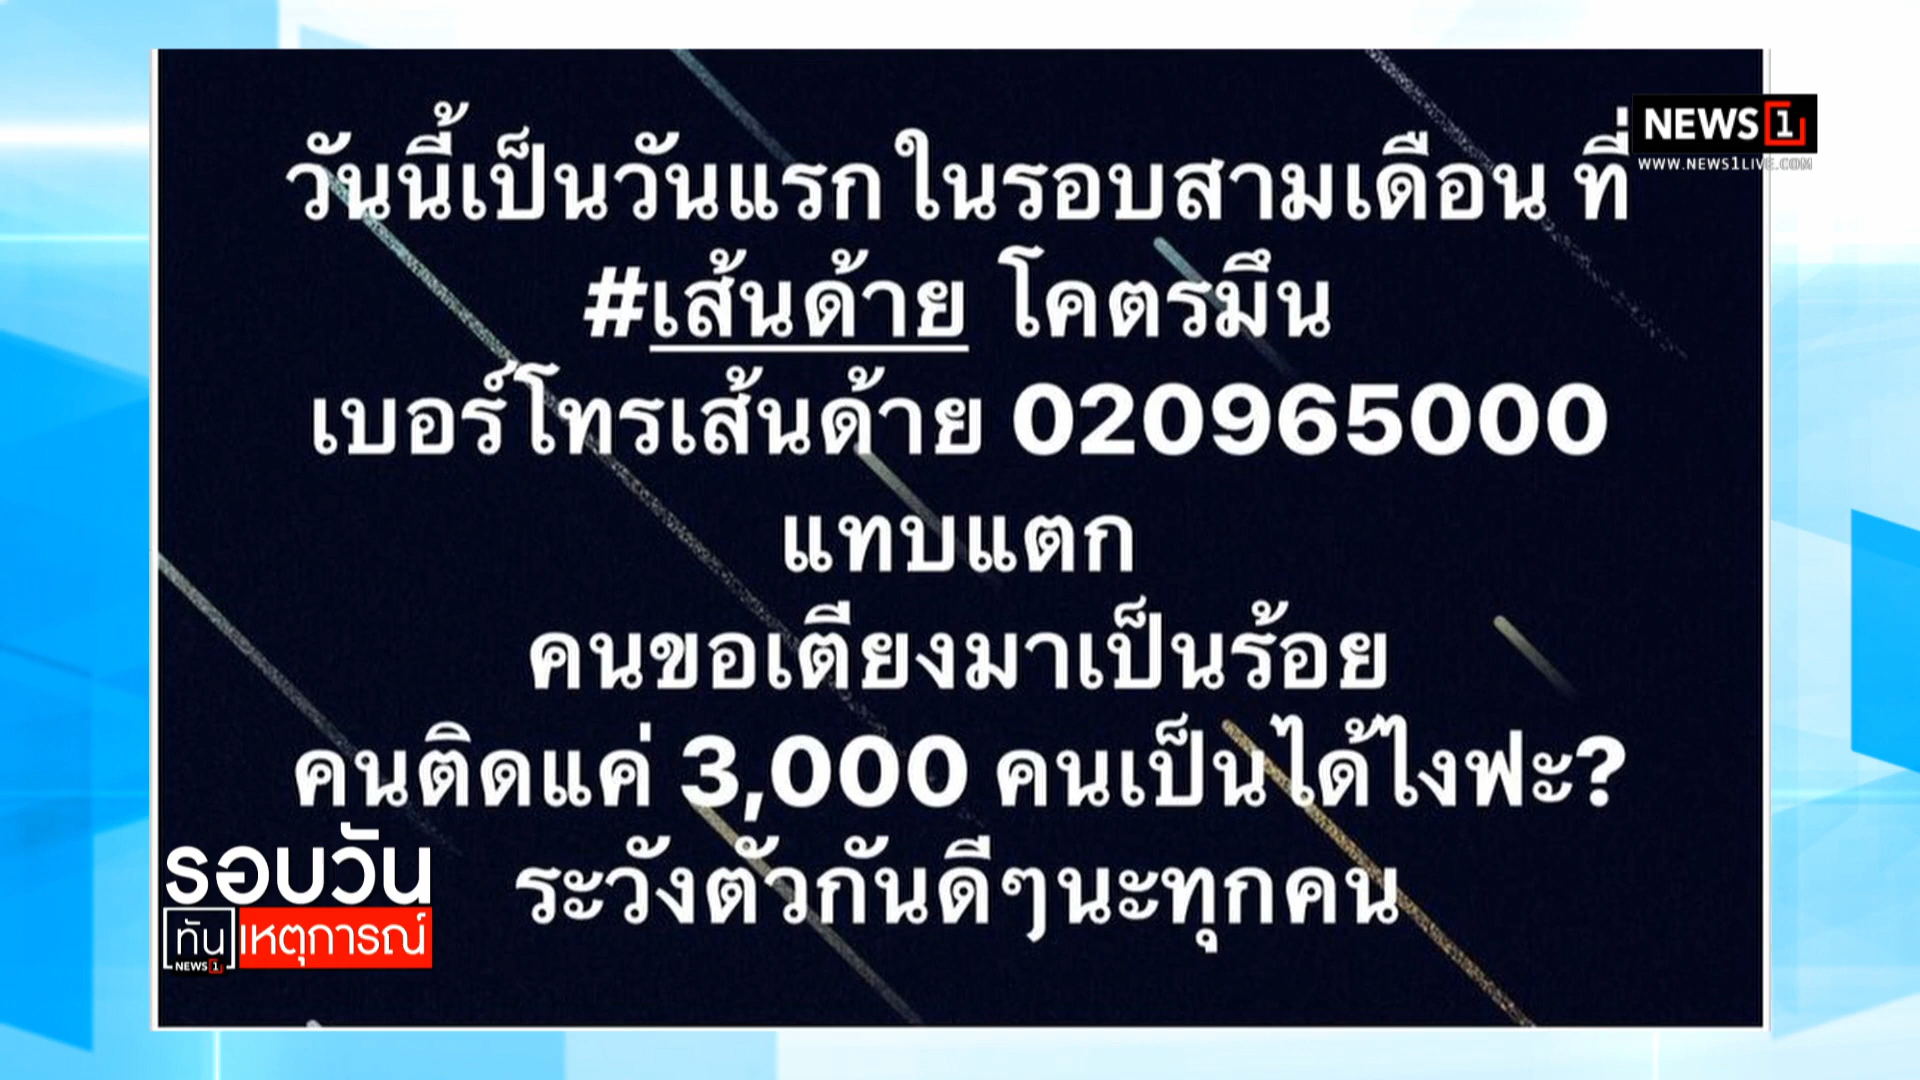 NEWS 1
WWW.NEWS1LIVE.COM
วันนี้เป็นวันแรก ในรอบสามเดือน ที่
#เส้นด้าย โคตรมึน
เบอร์โทรเส้นด้าย 020965000
แทบแตก
คนขอเตียงมาเป็นร้อย
คนติดแค่ 3,000 คนเป็นได้ไงฟะ?
ระวังตัวกันดีๆนะทุกคน
รอบวัน
ทันเหตุการณ์
NEWS 1